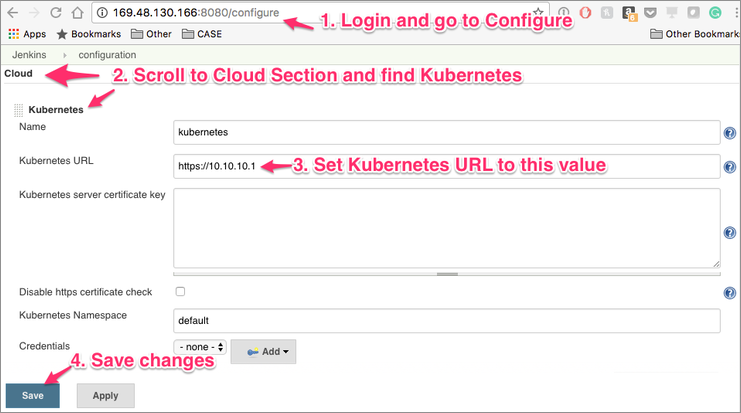 169.48.130.166:8080/configure
1. Login and go to Configure
Apps Bookmarks Other CASE Other Bookmark
6
Jenkins configuration
Cloud
2. Scroll to Cloud Section and find Kubernetes
Kubernetes
Name kubernetes
Kubernetes URL https://10.10.10.1
3. Set Kubernetes URL to this value
Kubernetes server certificate key
Disable https certificate check
Kubernetes Namespace default
Credentials - none - Add
4. Save changes
Save Apply